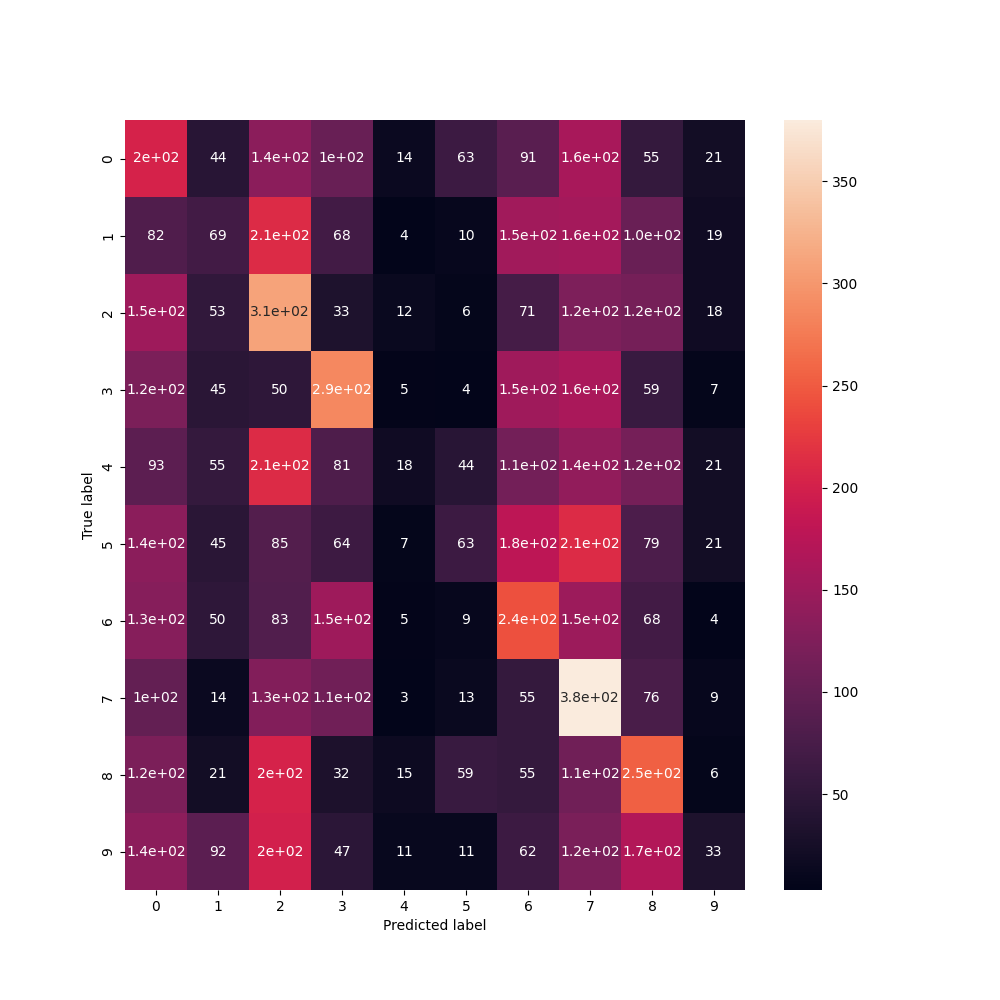 0 2e+02 44 1.4e+02 1e+02 14 63 91 1.6e+02 55 21
1 82 69 2.1e+02 68 4 10 1.5e+02 1.6e+02 1.0e+02 19
2 1.5e+02 53 3.1e+02 33 12 6 71 1.2e+02 1.2e+02 18
3 1.2e+02 45 50 2.9e+02 5 4 1.5e+02 1.6e+02 59 7
4 93 55 2.1e+02 81 18 44 1.1e+02 1.4e+02 1.2e+02 21
5 1.4e+02 45 85 64 7 63 1.8e+02 2.1e+02 79 21
6 1.3e+02 50 83 1.5e+02 5 9 2.4e+02 1.5e+02 68 4
7 1e+02 14 1.3e+02 1.1e+02 3 13 55 3.8e+02 76 9
8 1.2e+02 21 2e+02 32 15 59 55 1.1e+02 2.5e+02 6
9 1.4e+02 92 2e+02 47 11 11 62 1.2e+02 1.7e+02 33
0 1 2 3 4 5 6 7 8 9
Predicted label
True label
350
300
250
200
150
100
50